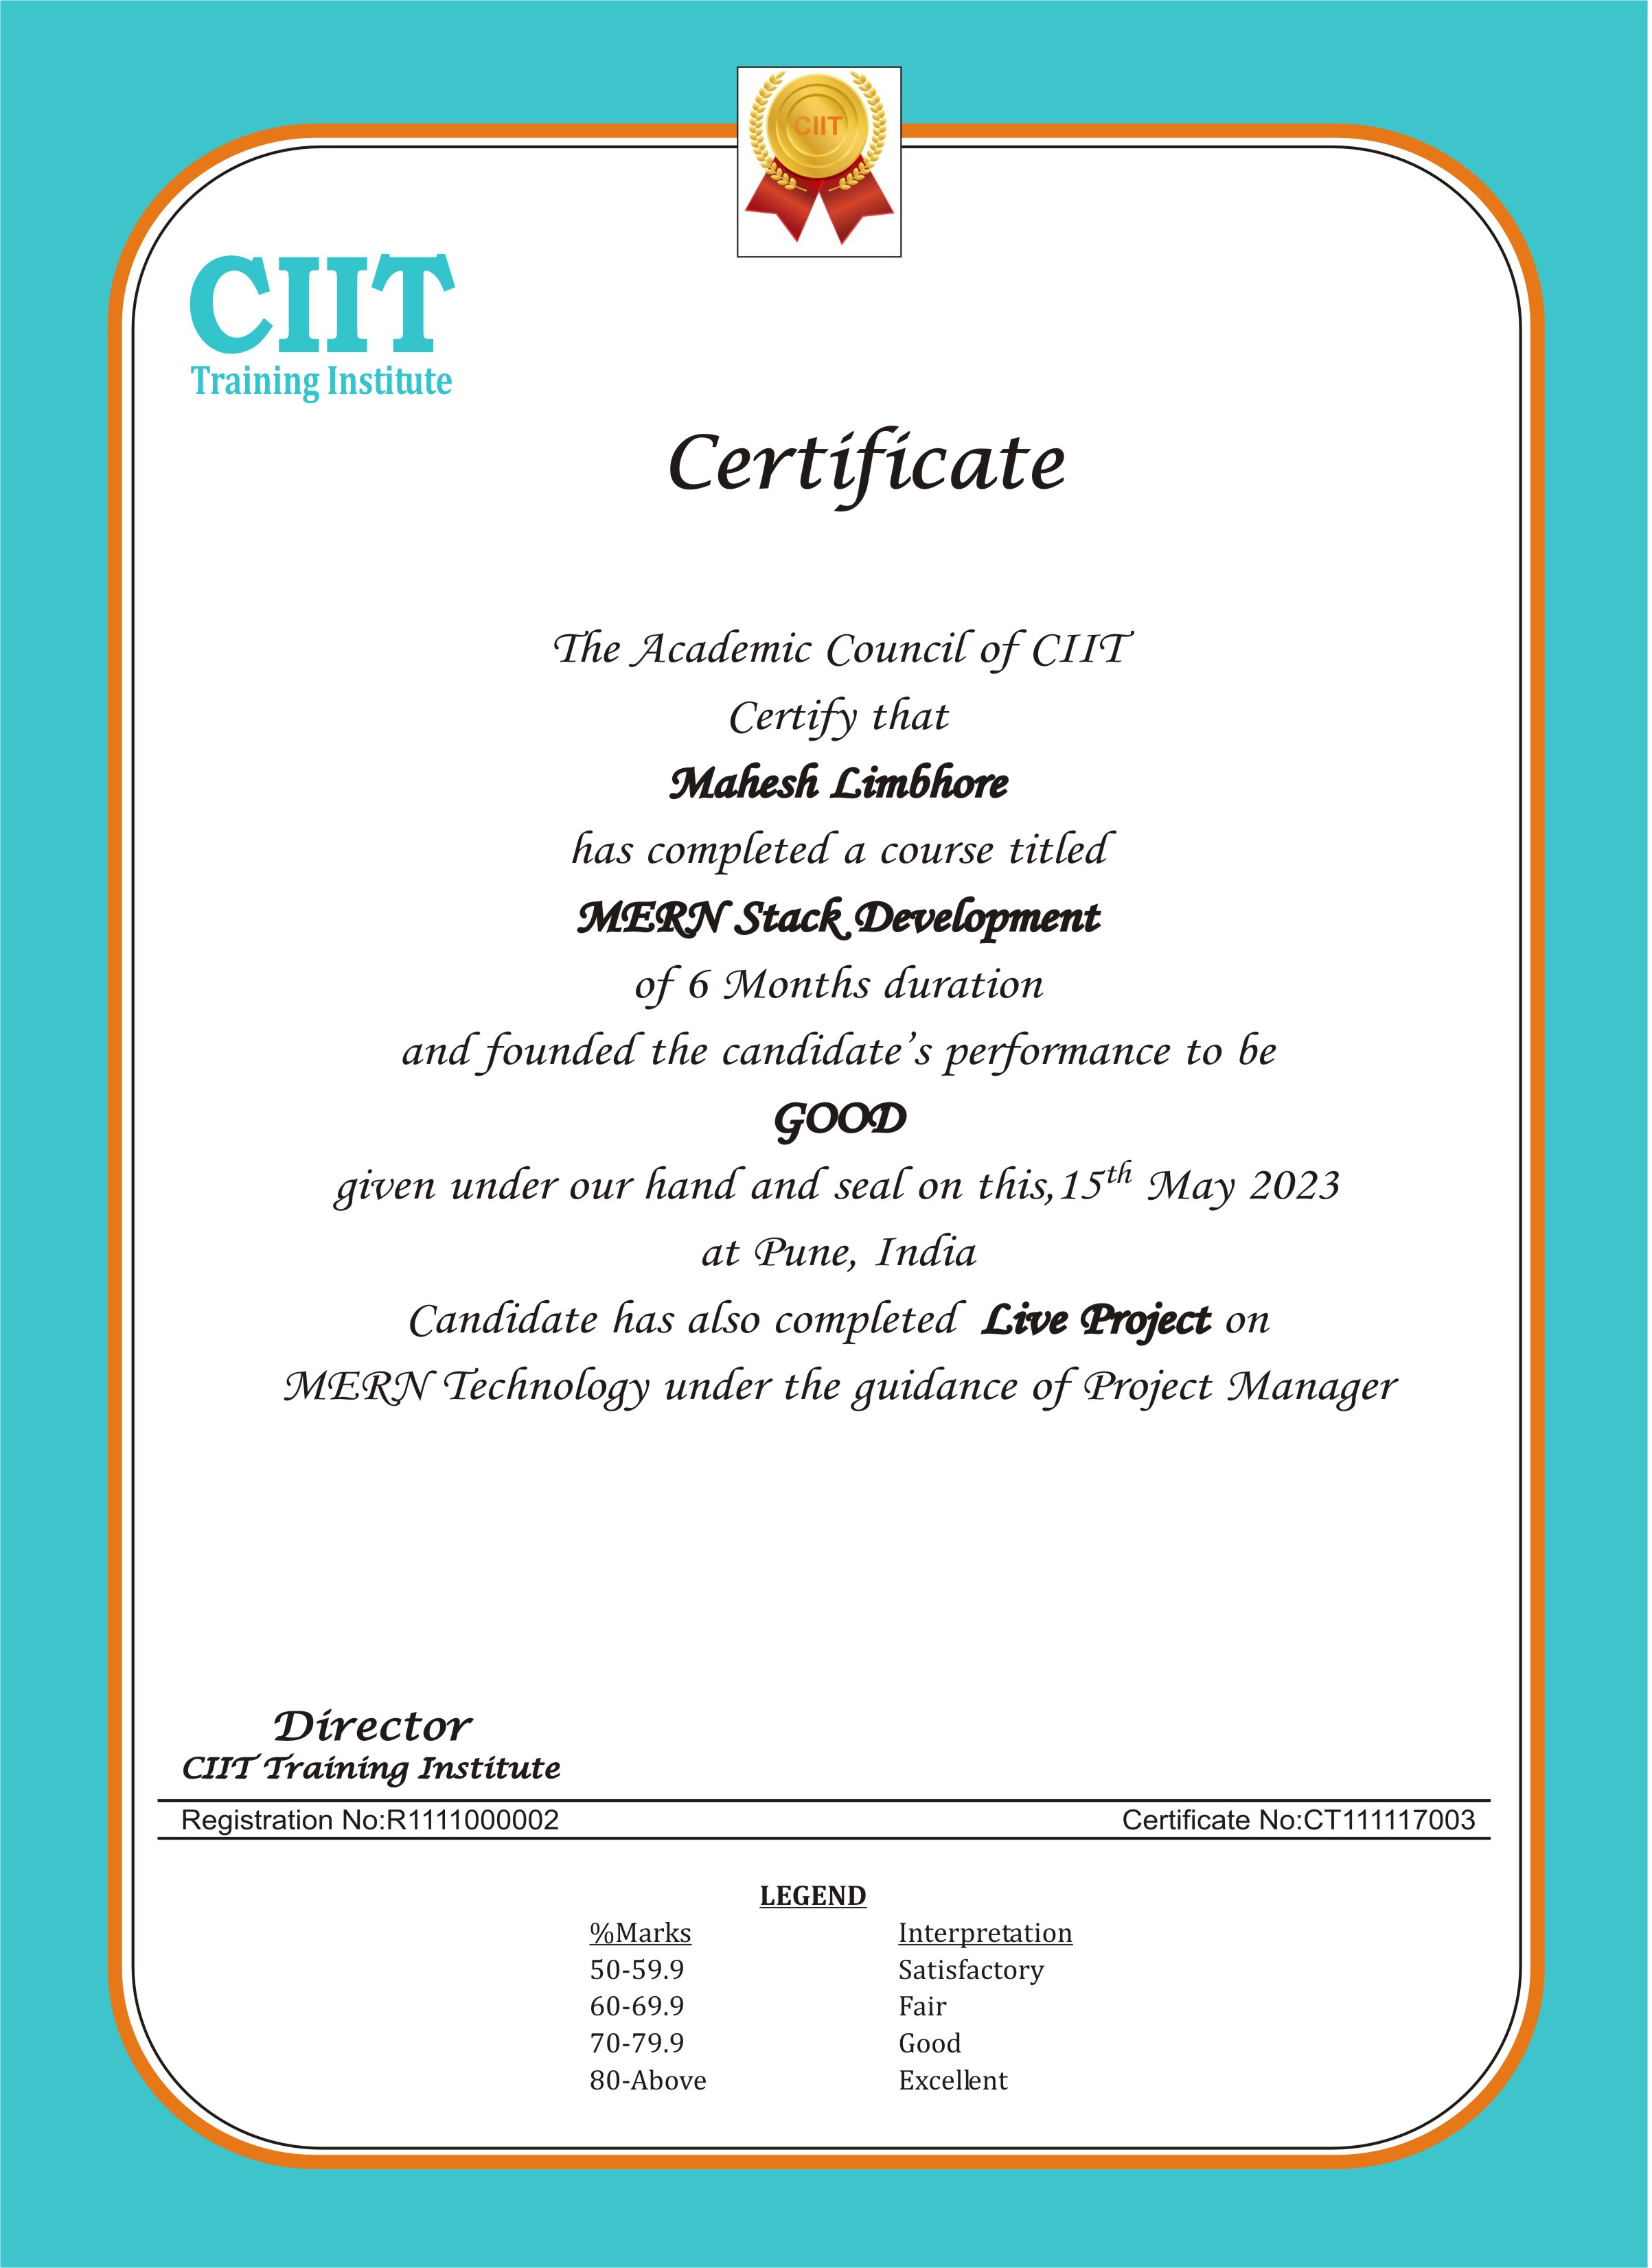 CIIT
CIIT
Training Institute
Certificate
The Academic Council of CIIT
Certify that
Mahesh Limbhore
has completed a course titled
MERN Stack Development
of 6 Months duration
and founded the candidate’s performance to be
GOOD
given under our hand and seal on this,15th May 2023
at Pune, India
Candidate has also completed Live Project on
MERN Technology under the guidance of Project Manager
Director
CIIT Training Institute
Registration No:R1111000002 Certificate No:CT111117003
LEGEND
%Marks Interpretation
50-59.9 Satisfactory
60-69.9 Fair
70-79.9 Good
80-Above Excellent